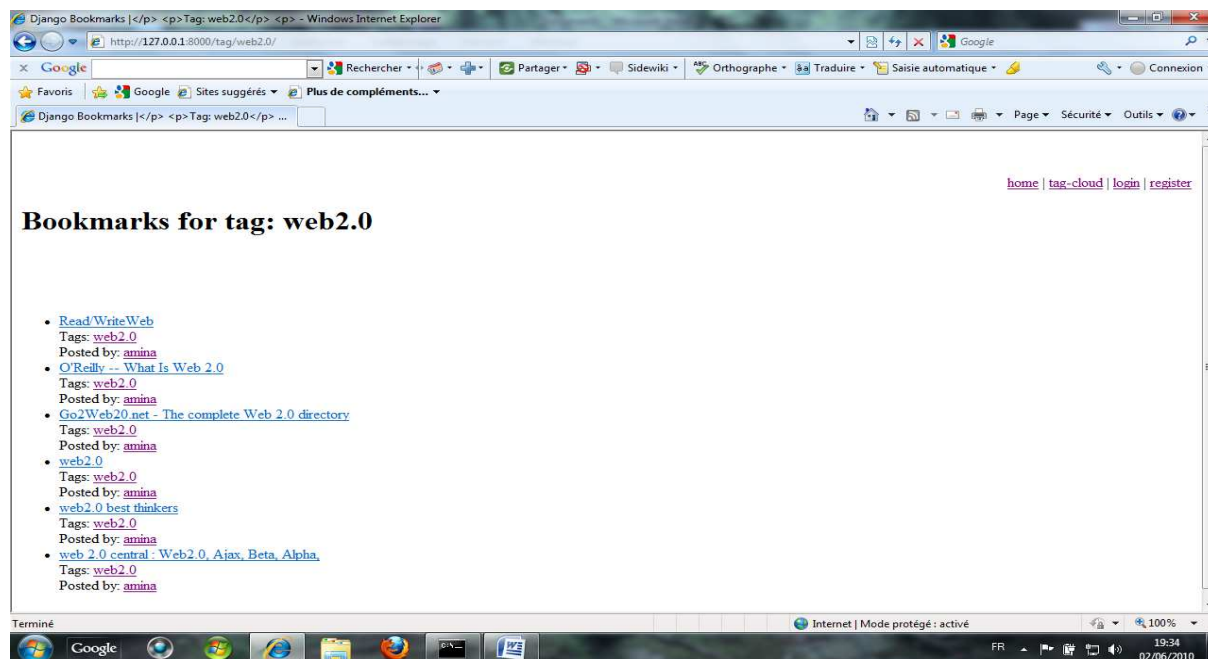 Django Bookmarks |</p> <p>Tag: web2.0</p> <p> - Windows Internet Explorer
http://127.0.0.1:8000/tag/web2.0/
Google
x Google Rechercher Partager Sidewiki Orthographe Traduire Saisie automatique Connexion
Favoris Google Sites suggérés Plus de compléments...
Django Bookmarks |</p> <p>Tag: web2.0</p> ... Page Sécurité Outils
home | tag-cloud | login | register
Bookmarks for tag: web2.0
Read/WriteWeb
Tags: web2.0
Posted by: amina
O'Reilly -- What Is Web 2.0
Tags: web2.0
Posted by: amina
Go2Web20.net - The complete Web 2.0 directory
Tags: web2.0
Posted by: amina
web2.0
Tags: web2.0
Posted by: amina
web2.0 best thinkers
Tags: web2.0
Posted by: amina
web 2.0 central : Web2.0, Ajax, Beta, Alpha,
Tags: web2.0
Posted by: amina
Terminé Internet | Mode protégé : activé 100%
Google FR 19:34
02/06/2010